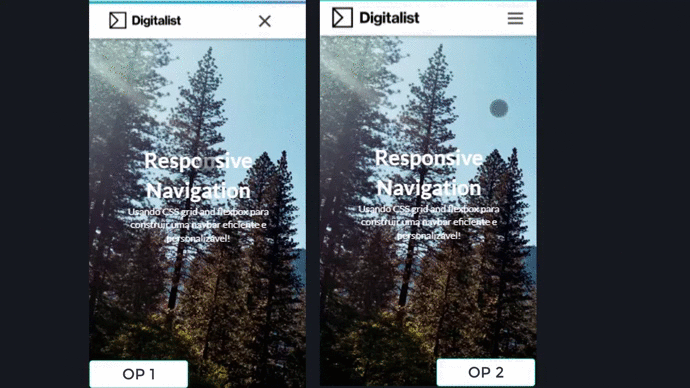 Digitalist
Responsive
Navigation
Usando CSS grid and flexbox para
construir uma navbar eficiente e
personalizável!
OP 1
Digitalist
Responsive
Navigation
Usando CSS grid and flexbox para
construir uma navbar eficiente e
personalizável!
OP 2